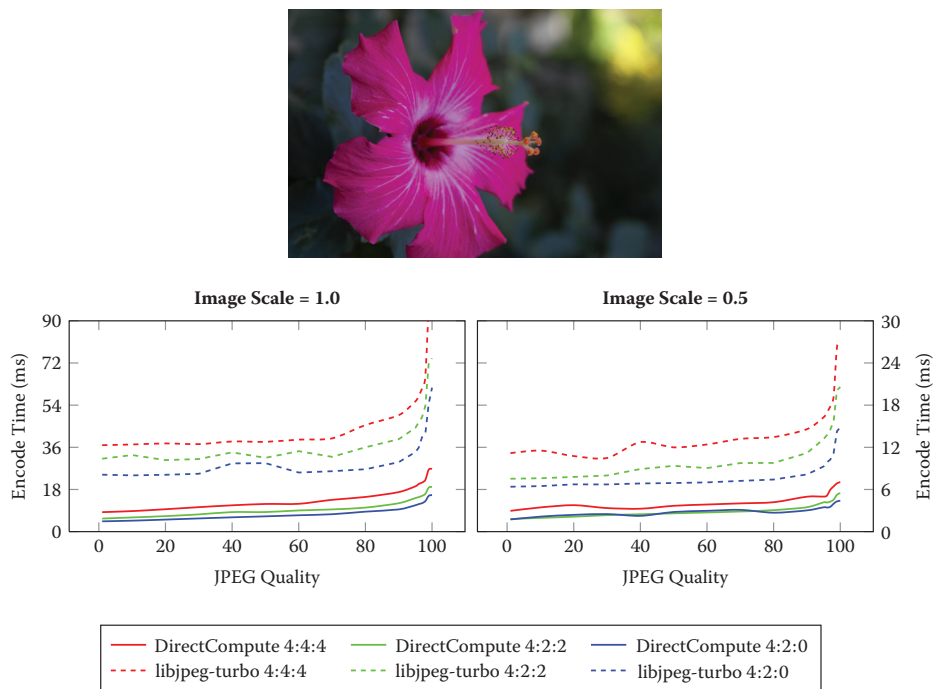 Image Scale = 1.0
Image Scale = 0.5
90
72
54
36
18
0
Encode Time (ms)
0 20 40 60 80 100
JPEG Quality
30
24
18
12
6
0
Encode Time (ms)
0 20 40 60 80 100
JPEG Quality
DirectCompute 4:4:4 DirectCompute 4:2:2 DirectCompute 4:2:0
libjpeg-turbo 4:4:4 libjpeg-turbo 4:2:2 libjpeg-turbo 4:2:0